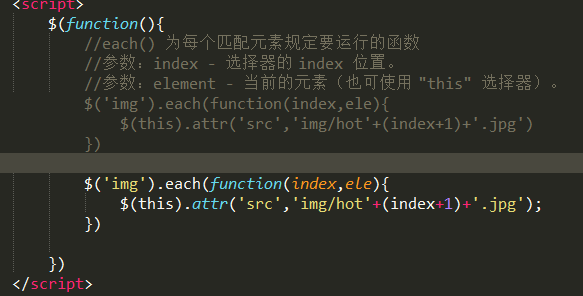 <script>
$(function(){
//each() 为每个匹配元素规定要运行的函数
//参数：index - 选择器的 index 位置。
//参数：element - 当前的元素（也可使用 "this" 选择器）。
$('img').each(function(index,ele){
$(this).attr('src','img/hot'+(index+1)+'.jpg')
})
$('img').each(function(index,ele){
$(this).attr('src','img/hot'+(index+1)+'.jpg');
})
})
</script>